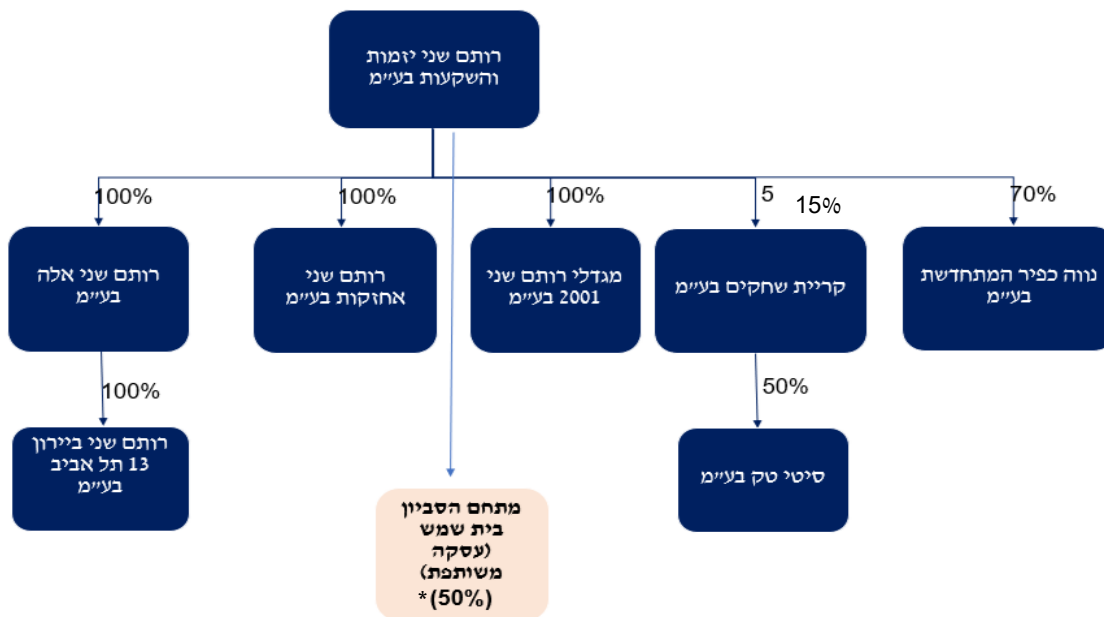 רותם שני יזמות
והשקעות בע״מ
100%
100%
100%
5
15%
70%
רותם שני אלה
בע״מ
רותם שני
אחזקות בע״מ
מגדלי רותם שני
2001 בע״מ
קריית שחקים בע״מ
נווה כפיר המתחדשת
בע״מ
100%
50%
רותם שני ביירון
13 תל אביב
בע״מ
סיטי טק בע״מ
מתחם הסביון
בית שמש
(עסקה
משותפת)
(50%)*